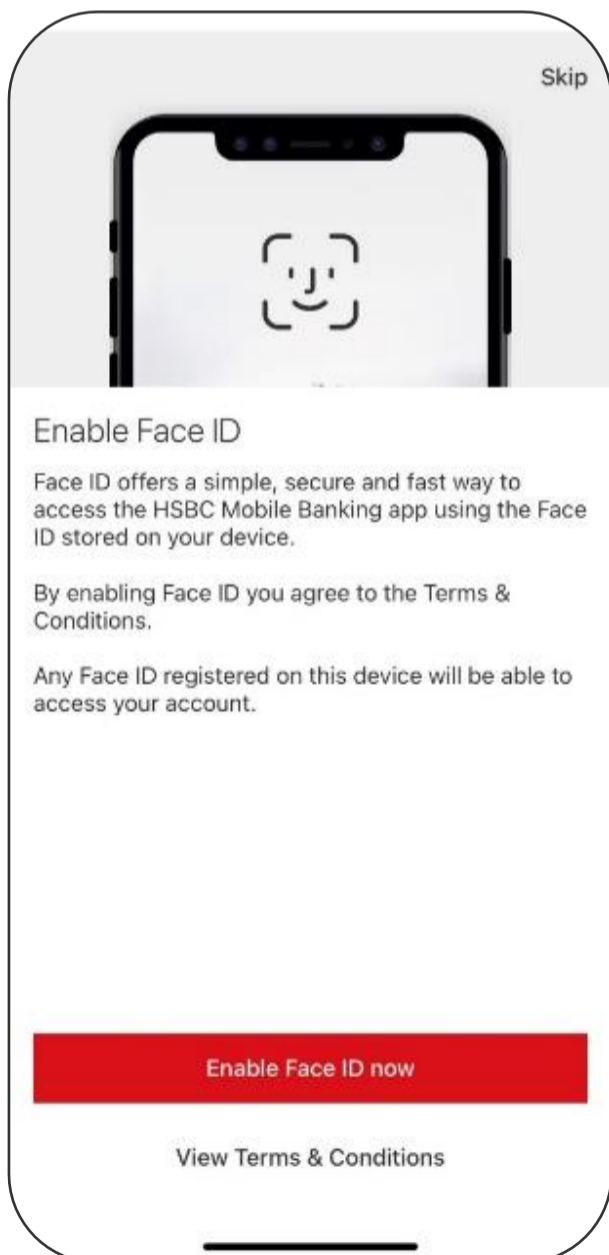 Skip
Enable Face ID
Face ID offers a simple, secure and fast way to
access the HSBC Mobile Banking app using the Face
ID stored on your device.
By enabling Face ID you agree to the Terms &
Conditions.
Any Face ID registered on this device will be able to
access your account.
Enable Face ID now
View Terms & Conditions